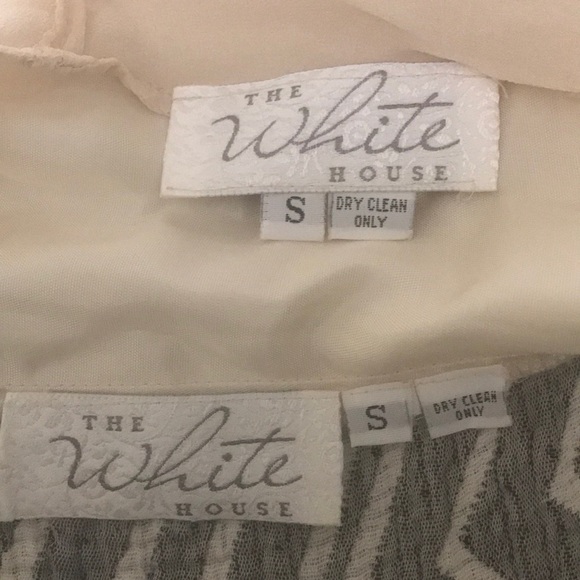 THE
White
HOUSE
S
DRY CLEAN
ONLY
THE
White
HOUSE
S
DRY CLEAN
ONLY